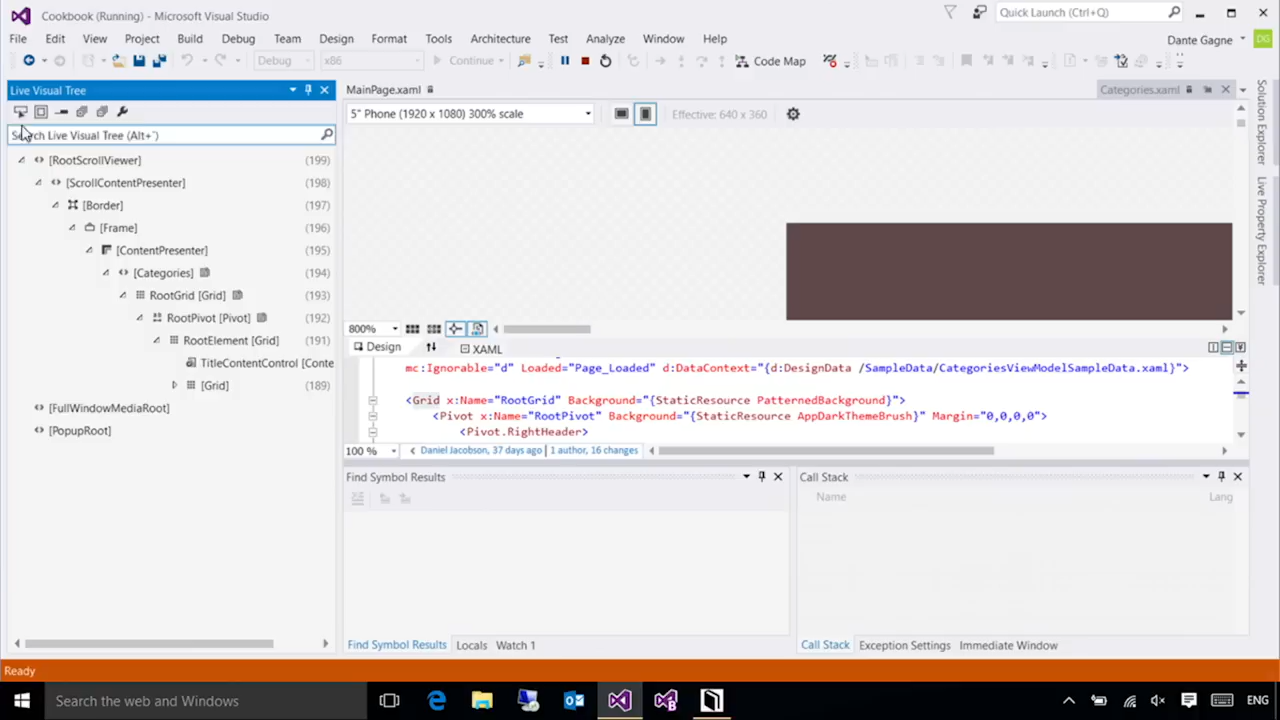 Cookbook (Running) - Microsoft Visual Studio
Quick Launch (Ctrl+Q)
File Edit View Project Build Debug Team Design Format Tools Architecture Test Analyze Window Help
Dante Gagne
DG
Debug x86 Continue Code Map
Live Visual Tree
MainPage.xaml
Categories.xaml
5" Phone (1920 x 1080) 300% scale
Effective: 640 x 360
Search Live Visual Tree (Alt+`)
[RootScrollViewer] (199)
[ScrollContentPresenter] (198)
[Border] (197)
[Frame] (196)
[ContentPresenter] (195)
[Categories] (194)
RootGrid [Grid] (193)
RootPivot [Pivot] (192)
RootElement [Grid] (191)
TitleContentControl [Conte
[Grid] (189)
[FullWindowMediaRoot]
[PopupRoot]
800%
Design XAML
mc:Ignorable="d" Loaded="Page_Loaded" d:DataContext="{d:DesignData /SampleData/CategoriesViewModelSampleData.xaml}">
<Grid x:Name="RootGrid" Background="{StaticResource PatternedBackground}">
<Pivot x:Name="RootPivot" Background="{StaticResource AppDarkThemeBrush}" Margin="0,0,0,0">
<Pivot.RightHeader>
100 % Daniel Jacobson, 37 days ago | 1 author, 16 changes
Find Symbol Results
Call Stack
Name Lang
Find Symbol Results Locals Watch 1
Call Stack Exception Settings Immediate Window
Solution Explorer
Live Property Explorer
Ready
Search the web and Windows
ENG